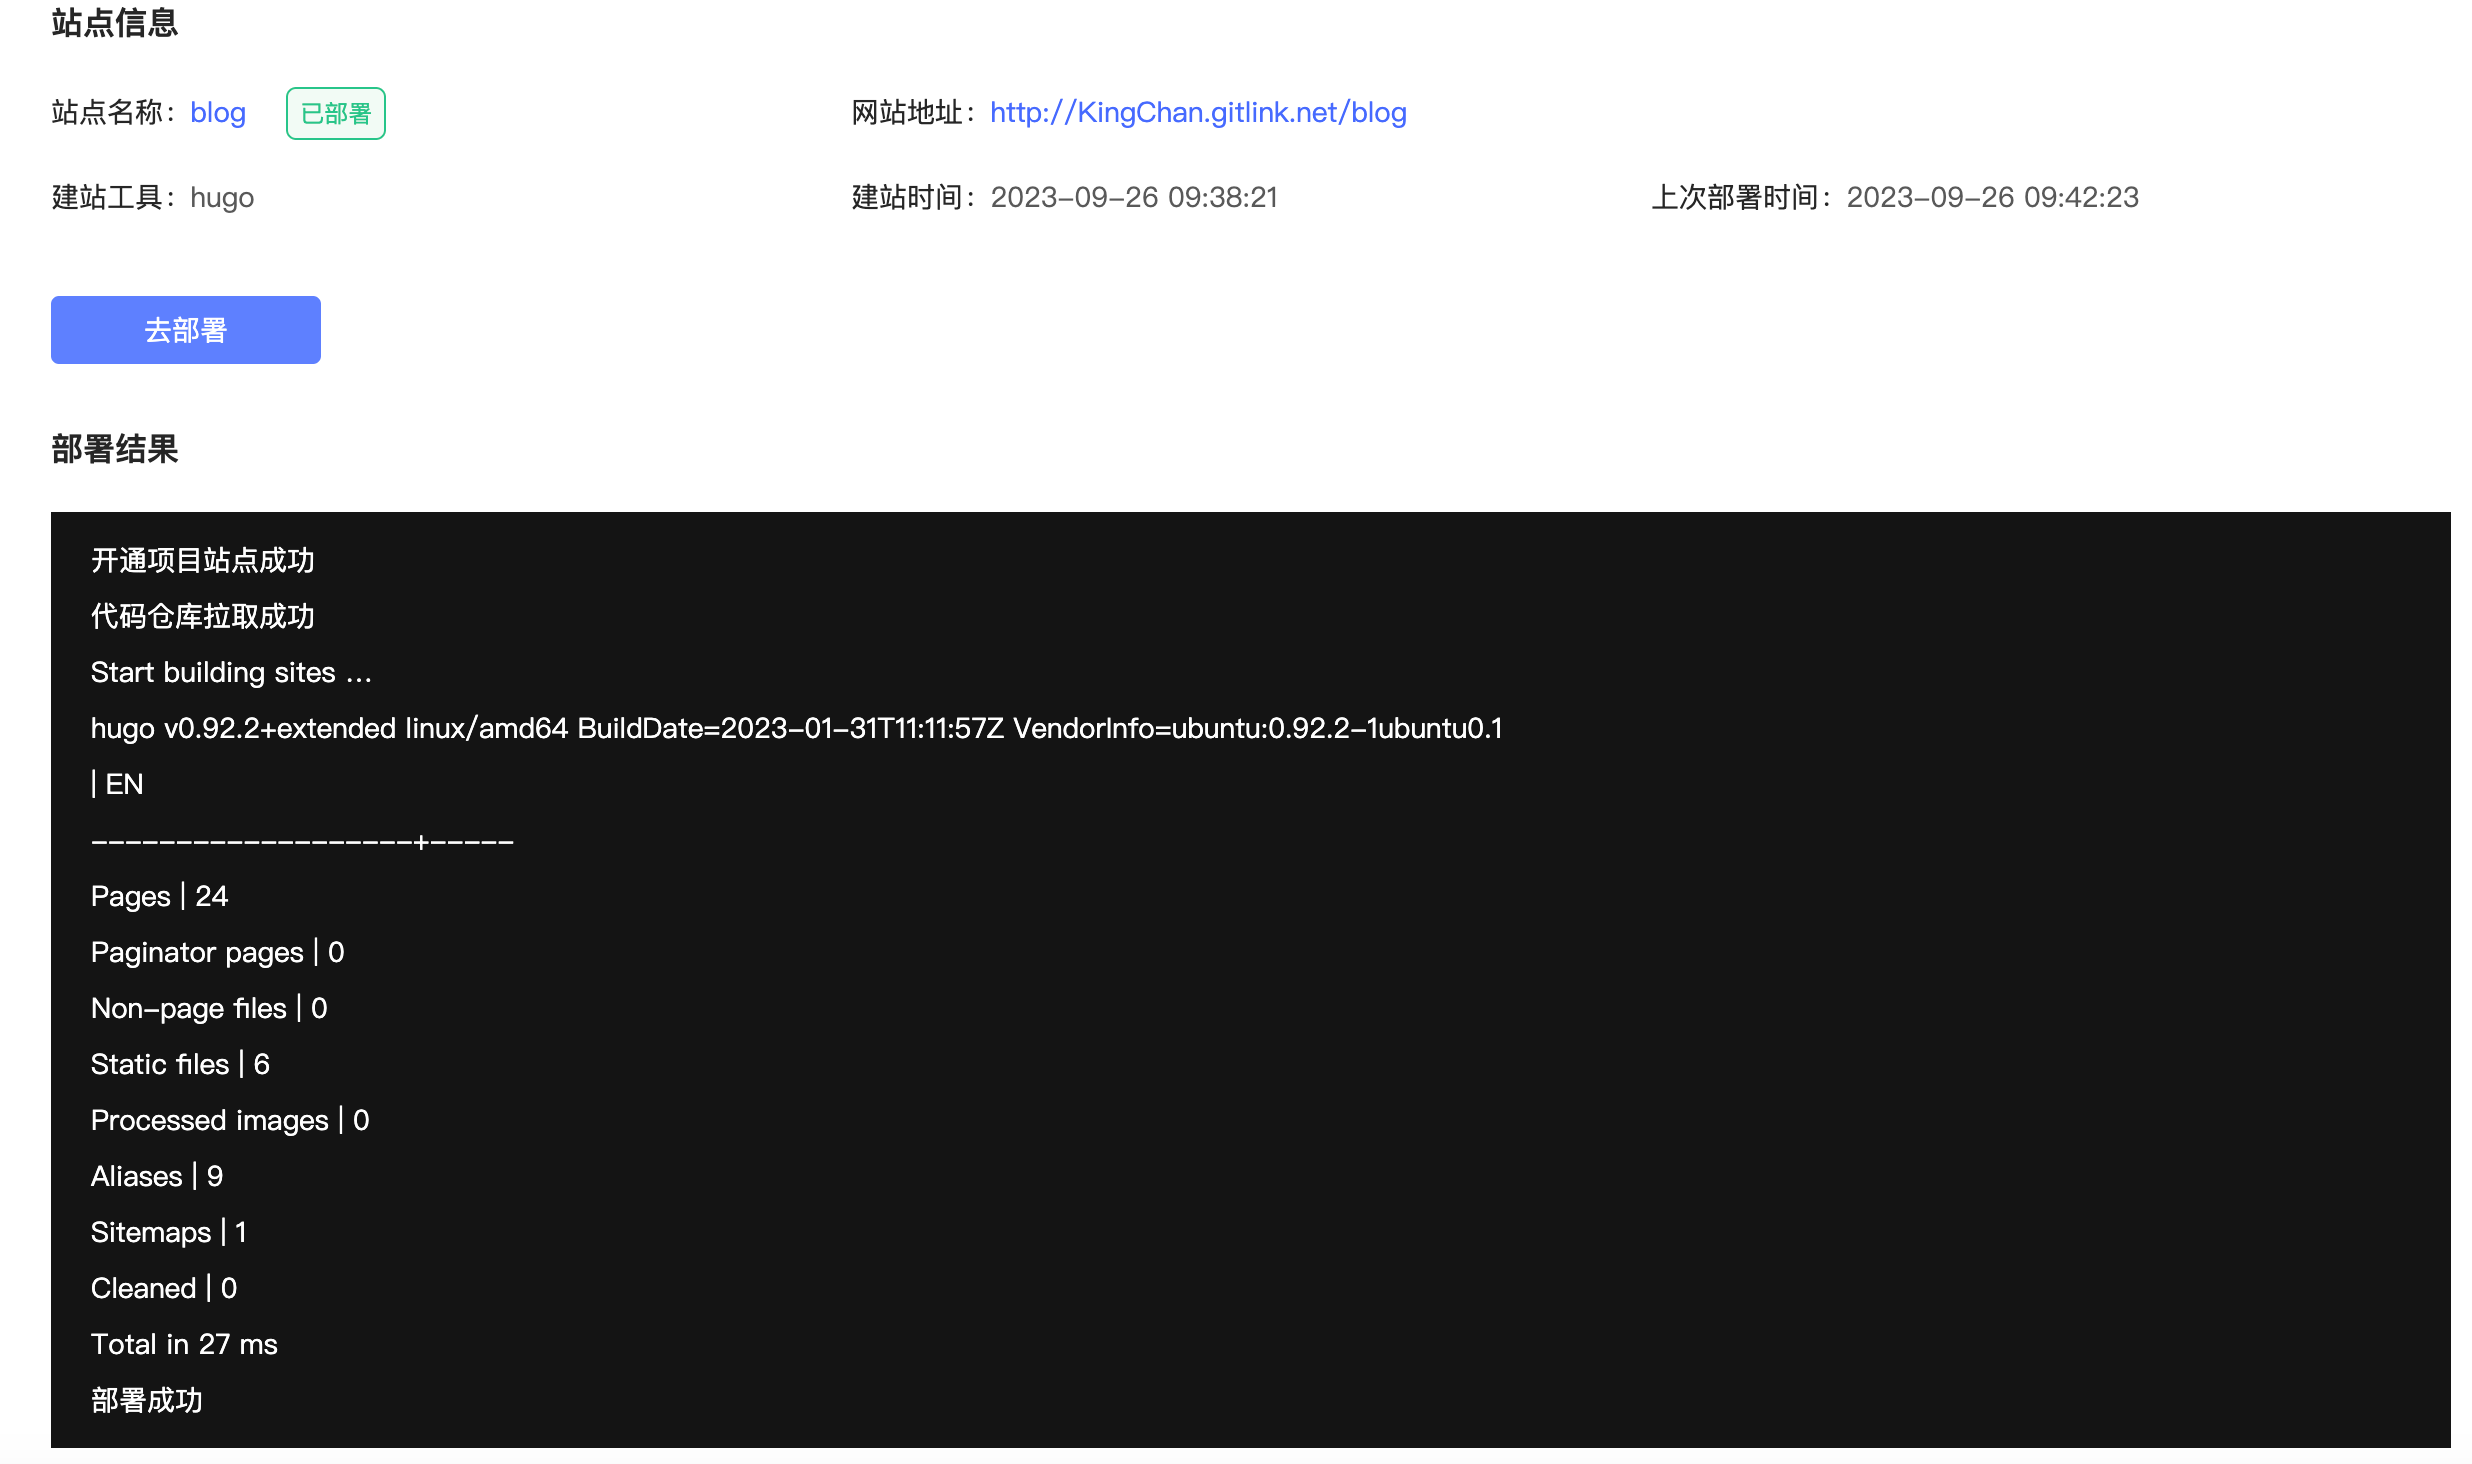 站点信息
站点名称：blog 已部署 网站地址：http://KingChan.gitlink.net/blog
建站工具：hugo 建站时间：2023-09-26 09:38:21 上次部署时间：2023-09-26 09:42:23
去部署
部署结果
开通项目站点成功
代码仓库拉取成功
Start building sites …
hugo v0.92.2+extended linux/amd64 BuildDate=2023-01-31T11:11:57Z VendorInfo=ubuntu:0.92.2-1ubuntu0.1
| EN
-------------------+-----
Pages | 24
Paginator pages | 0
Non-page files | 0
Static files | 6
Processed images | 0
Aliases | 9
Sitemaps | 1
Cleaned | 0
Total in 27 ms
部署成功